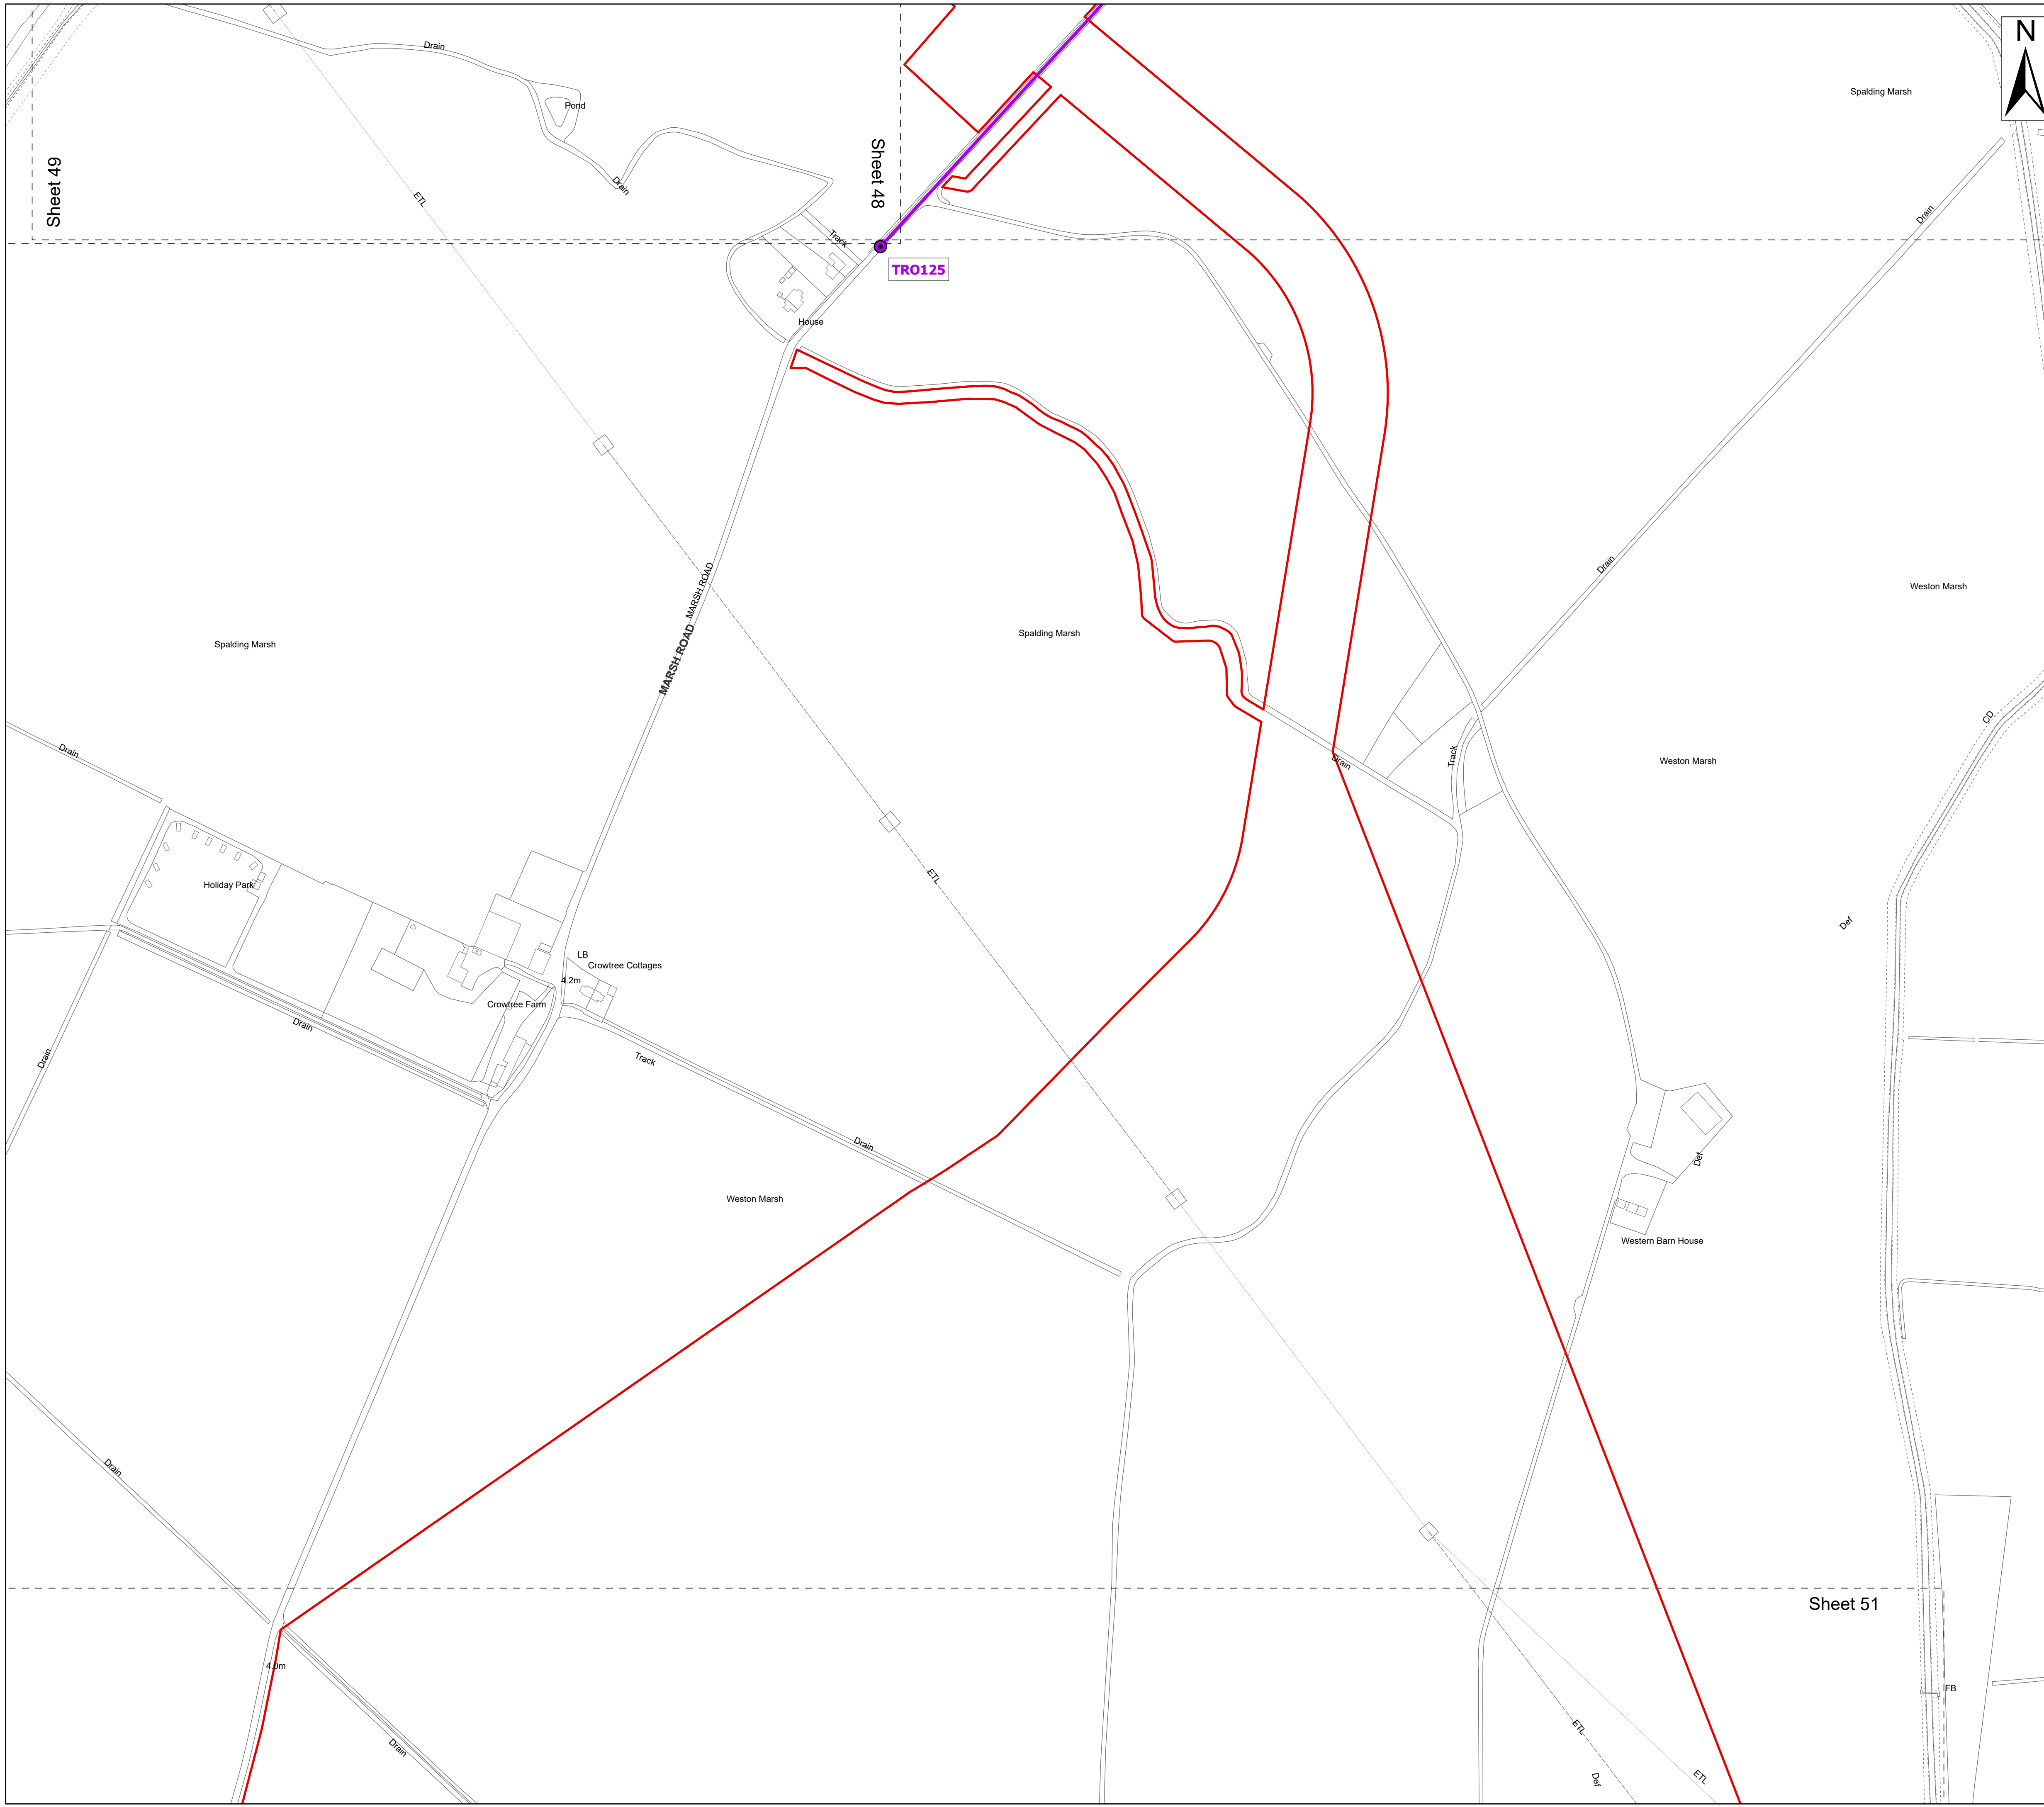 N
Drain
Spalding Marsh
Pond
Sheet 49
Sheet 48
Drain
ETL
Drain
Track
TRO125
House
Drain
Weston Marsh
MARSH ROAD
MARSH ROAD
Spalding Marsh
Spalding Marsh
CD
Drain
Track
Drain
Weston Marsh
Holiday Park
ETL
Def
LB
Crowtree Cottages
4.2m
Crowtree Farm
Drain
Drain
Track
Drain
Def
Weston Marsh
Western Barn House
Drain
Sheet 51
4.0m
FB
ETL
Drain
Def
ETL